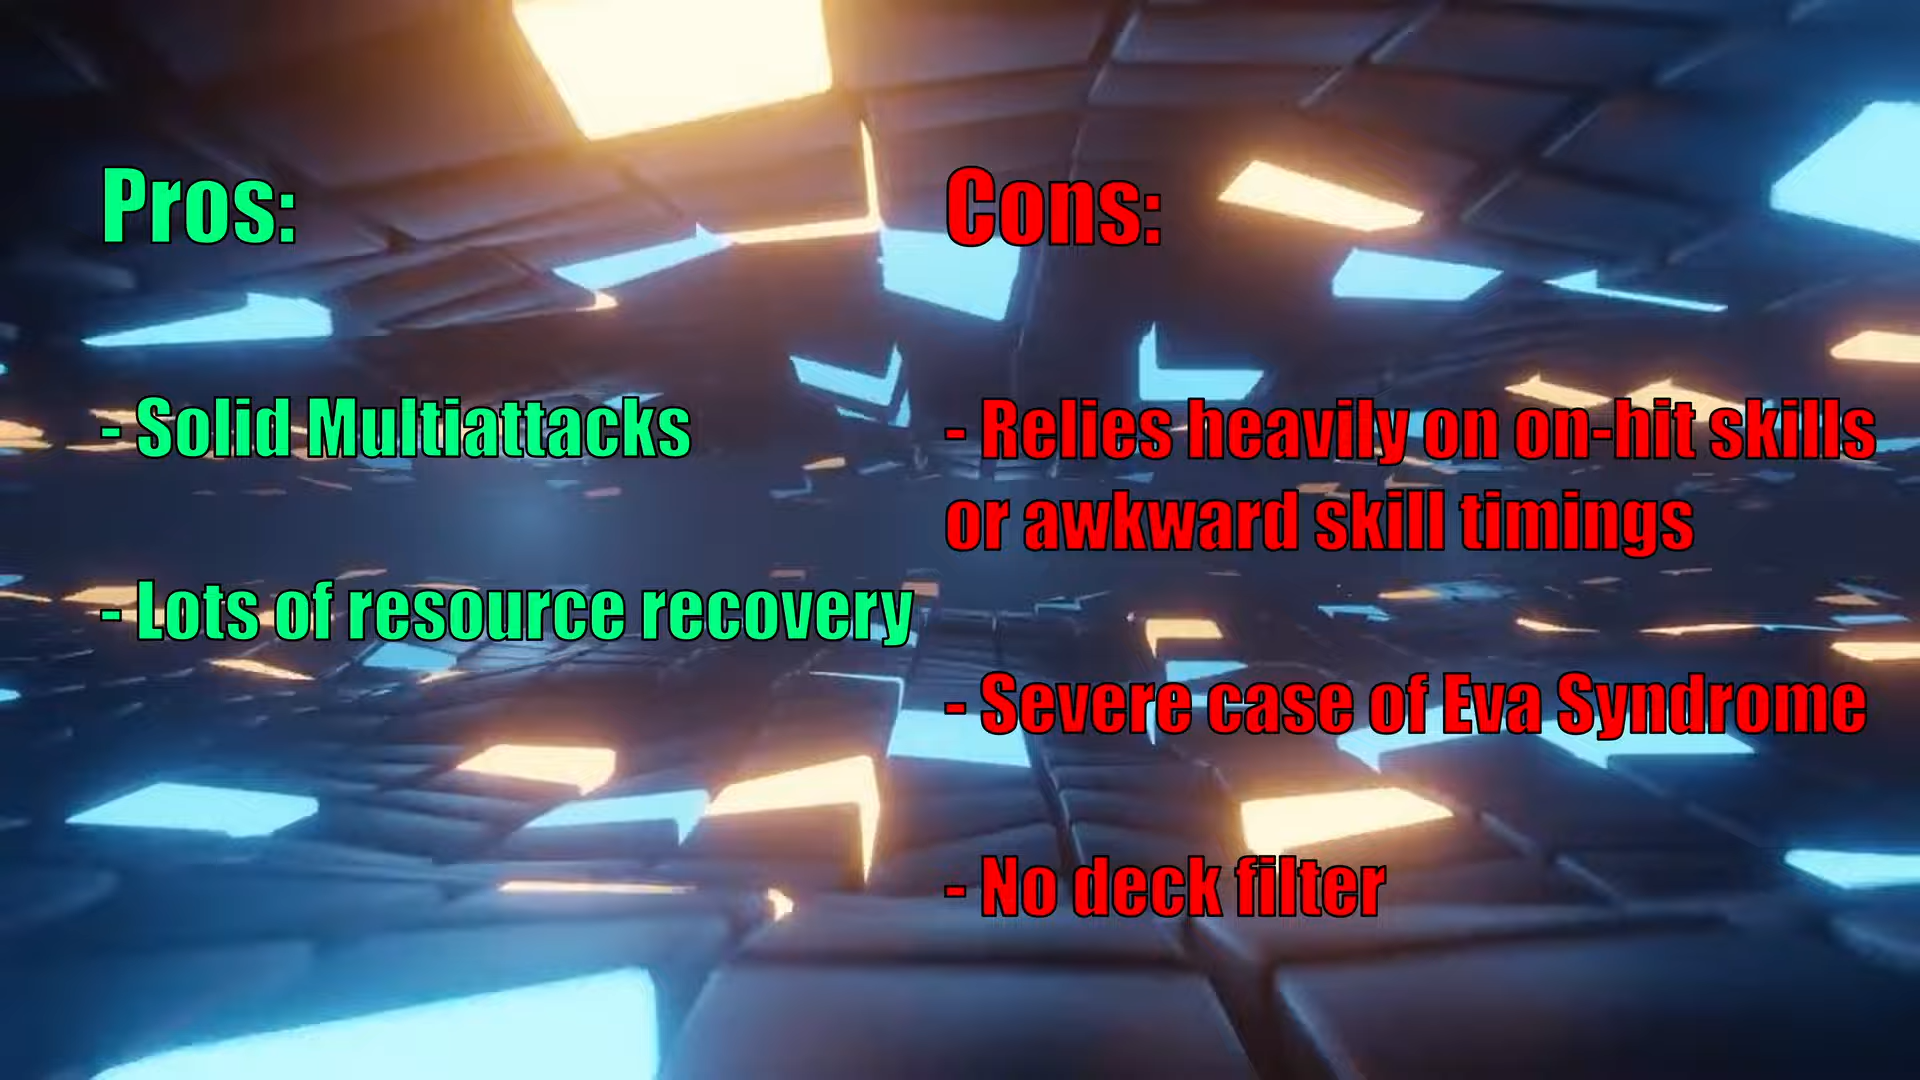 Pros:
- Solid Multiattacks
- Lots of resource recovery
Cons:
- Relies heavily on on-hit skills
or awkward skill timings
- Severe case of Eva Syndrome
- No deck filter